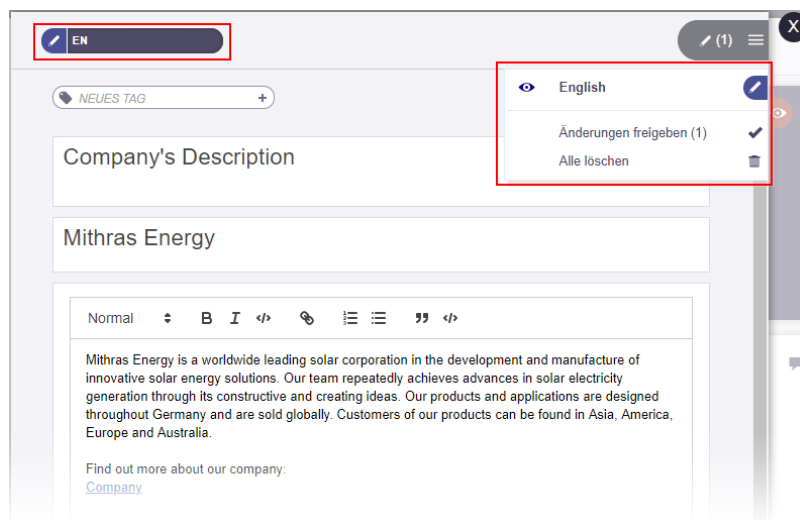 EN
(1)
X
English
NEUES TAG +
Änderungen freigeben (1)
Company's Description
Alle löschen
Mithras Energy
Normal B I </> </>
Mithras Energy is a worldwide leading solar corporation in the development and manufacture of
innovative solar energy solutions. Our team repeatedly achieves advances in solar electricity
generation through its constructive and creating ideas. Our products and applications are designed
throughout Germany and are sold globally. Customers of our products can be found in Asia, America,
Europe and Australia.
Find out more about our company:
Company